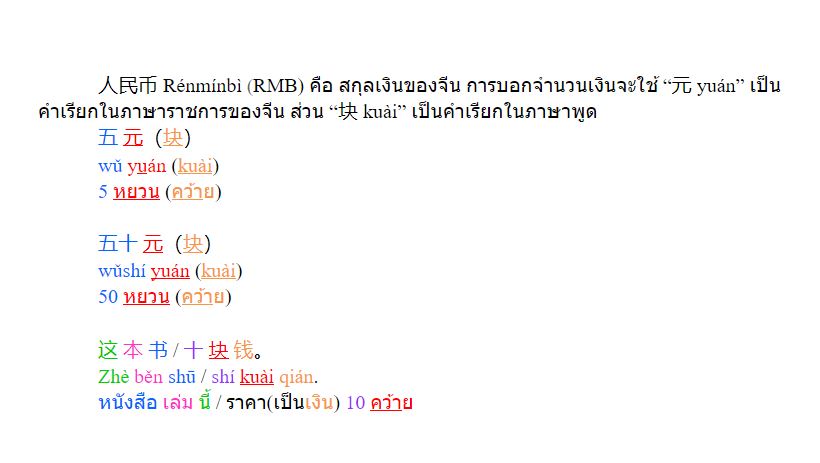 人民币 Rénmínbì (RMB) คือ สกุลเงินของจีน การบอกจำนวนเงินจะใช้ “元 yuán” เป็น
คำเรียกในภาษาราชการของจีน ส่วน “块 kuài” เป็นคำเรียกในภาษาพูด
五 元（块）
wǔ yuán (kuài)
5 หยวน (คว้าย)
五十 元（块）
wǔshí yuán (kuài)
50 หยวน (คว้าย)
这 本 书 / 十 块 钱。
Zhè běn shū / shí kuài qián.
หนังสือ เล่ม นี้ / ราคา(เป็นเงิน) 10 คว้าย